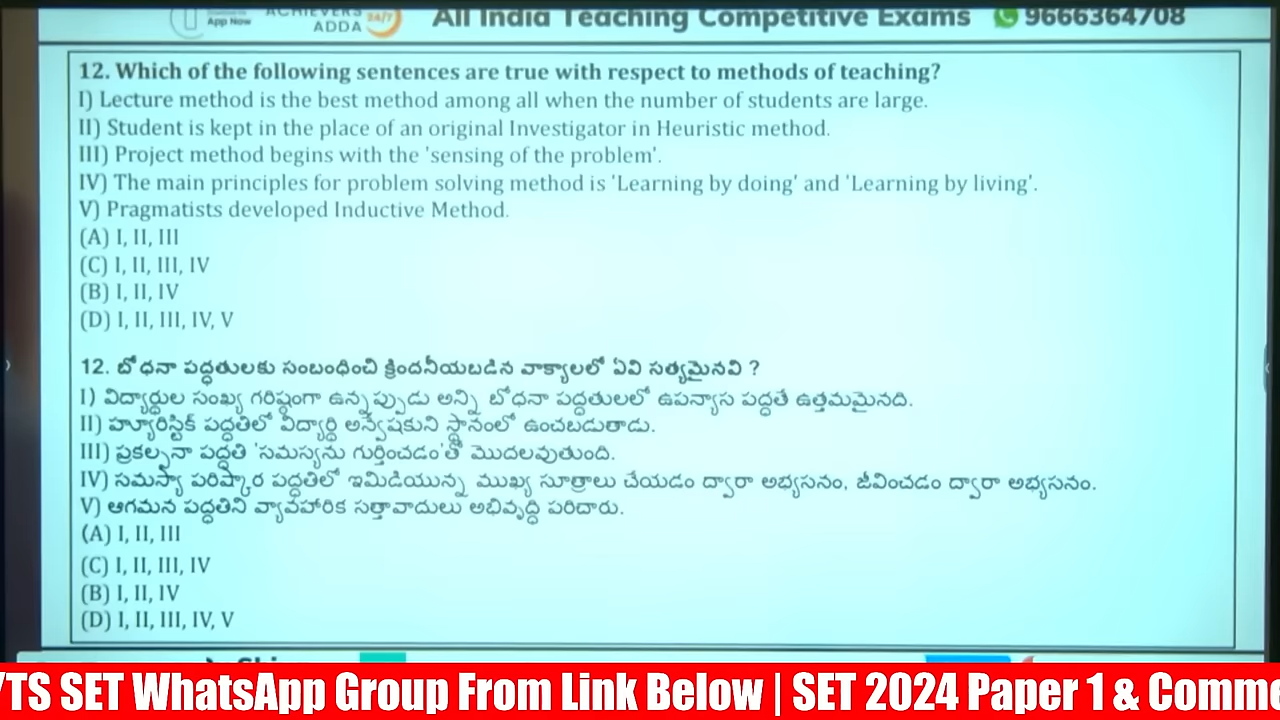 App Now
ACHIEVERS
ADDA 24/7
All India Teaching Competitive Exams 9666364708
12. Which of the following sentences are true with respect to methods of teaching?
I) Lecture method is the best method among all when the number of students are large.
II) Student is kept in the place of an original Investigator in Heuristic method.
III) Project method begins with the 'sensing of the problem'.
IV) The main principles for problem solving method is 'Learning by doing' and 'Learning by living'.
V) Pragmatists developed Inductive Method.
(A) I, II, III
(C) I, II, III, IV
(B) I, II, IV
(D) I, II, III, IV, V
12. బోధనా పద్ధతులకు సంబంధించి క్రిందనీయబడిన వాక్యాలలో ఏవి సత్యమైనవి ?
I) విద్యార్థుల సంఖ్య గరిష్ఠంగా ఉన్నప్పుడు అన్ని బోధనా పద్ధతులలో ఉపన్యాస పద్ధతే ఉత్తమమైనది.
II) హ్యూరిస్టిక్ పద్ధతిలో విద్యార్థి అన్వేషకుని స్థానంలో ఉంచబడుతాడు.
III) ప్రకల్పనా పద్ధతి 'సమస్యను గుర్తించడం'తో మొదలవుతుంది.
IV) సమస్యా పరిష్కార పద్ధతిలో ఇమిడియున్న ముఖ్య సూత్రాలు చేయడం ద్వారా అభ్యసనం, జీవించడం ద్వారా అభ్యసనం.
V) ఆగమన పద్ధతిని వ్యావహారిక సత్తావాదులు అభివృద్ధి పరిచారు.
(A) I, II, III
(C) I, II, III, IV
(B) I, II, IV
(D) I, II, III, IV, V
/TS SET WhatsApp Group From Link Below | SET 2024 Paper 1 & Comme